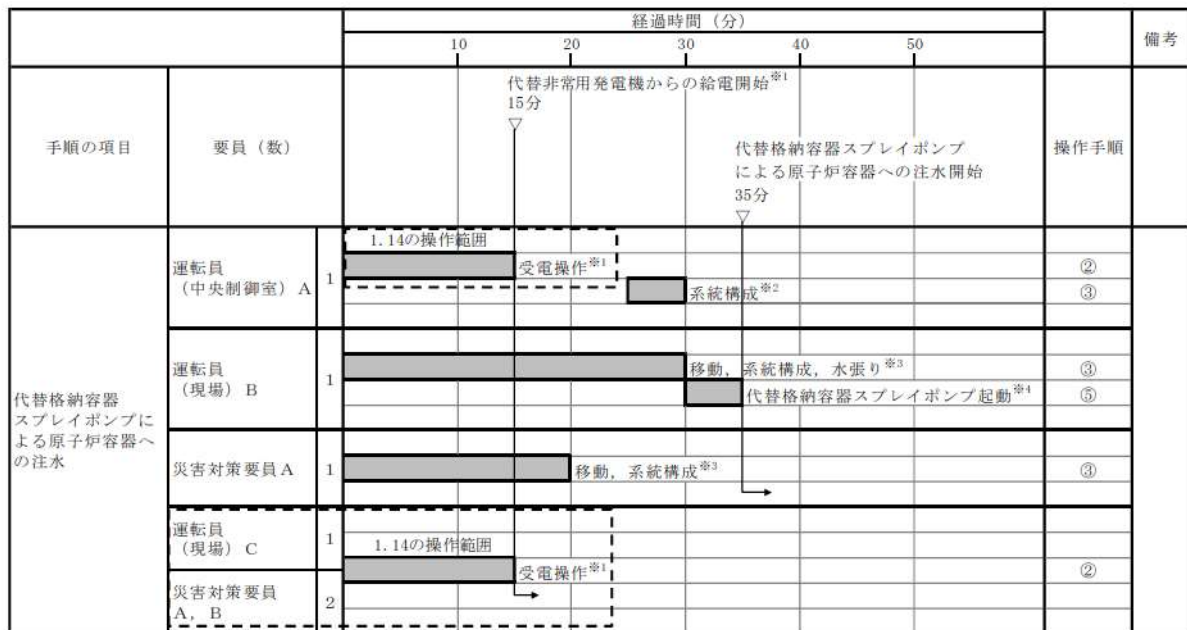 経過時間（分）
備考
10 20 30 40 50
手順の項目
要員（数）
操作手順
代替非常用発電機からの給電開始※1
15分
▽
代替格納容器スプレイポンプ
による原子炉容器への注水開始
35分
▽
代替格納容器
スプレイポンプに
よる原子炉容器へ
の注水
運転員
（中央制御室）A
1
1.14の操作範囲
受電操作※1
②
系統構成※2
③
運転員
（現場）B
1
移動，系統構成，水張り※3
③
代替格納容器スプレイポンプ起動※4
⑤
災害対策要員A
1
移動，系統構成※3
③
運転員
（現場）C
1
1.14の操作範囲
受電操作※1
②
災害対策要員
A，B
2